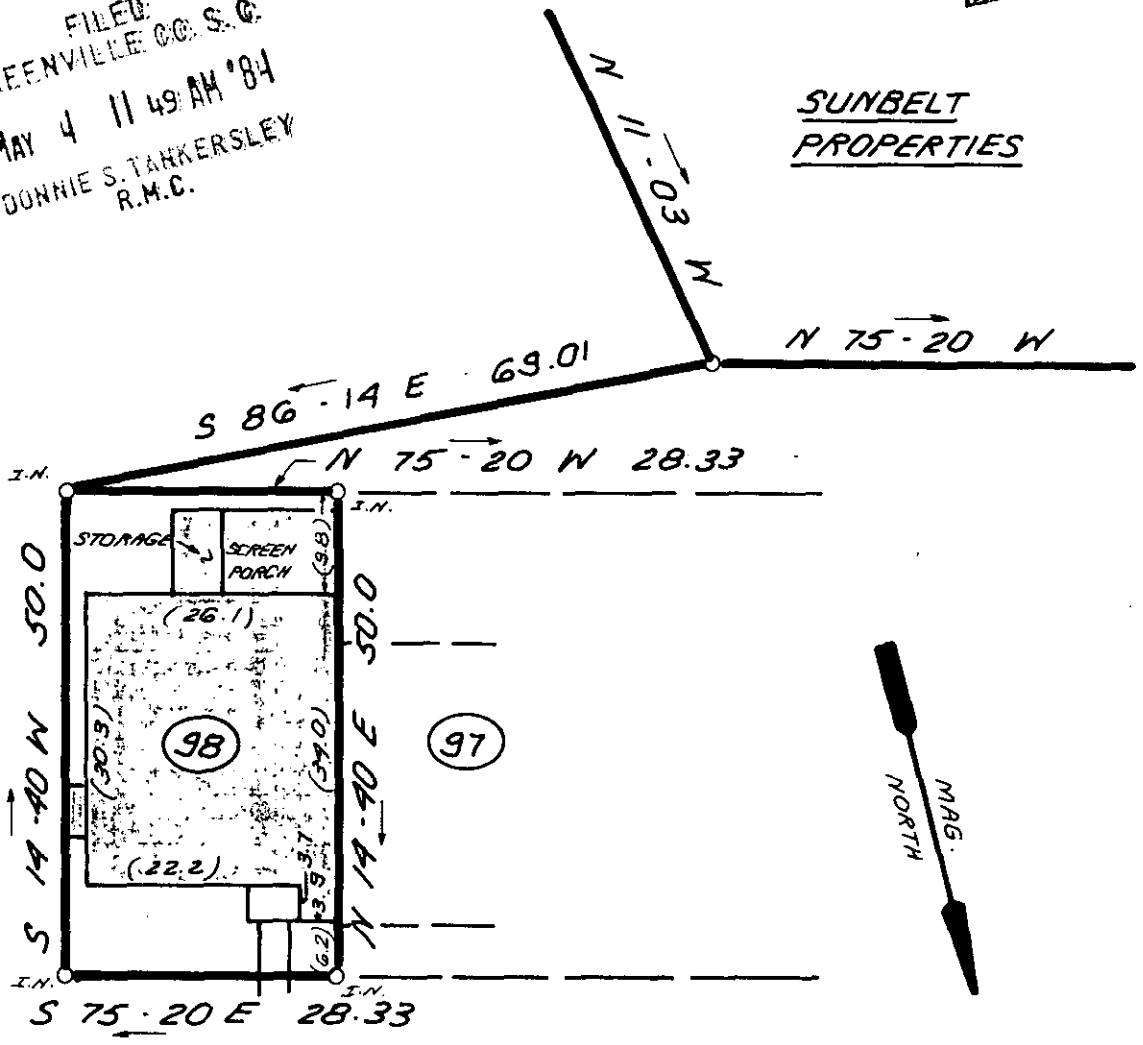 FILED
EENVILLE CO. S.C.
MAY 4 11 49 AM '84
DONNIE S. TANKERSLEY
R.M.C.
SUNBELT
PROPERTIES
N 11-03 W
N 75-20 W
S 86-14 E 69.01
N 75-20 W 28.33
I.N.
I.N.
STORAGE
SCREEN
PORCH
(9.8)
(26.1)
S 14-40 W 50.0
(30.3)
98
(34.0)
N 14-40 E 50.0
97
(22.2)
3.7
3.9
(6.2)
MAG.
NORTH
I.N.
I.N.
S 75-20 E 28.33